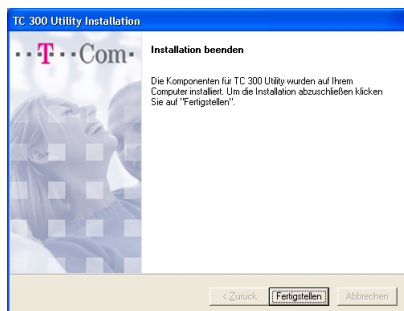 TC 300 Utility Installation
· · T · · Com ·
Installation beenden
Die Komponenten für TC 300 Utility wurden auf Ihrem
Computer installiert. Um die Installation abzuschließen klicken
Sie auf "Fertigstellen".
< Zurück
Fertigstellen
Abbrechen